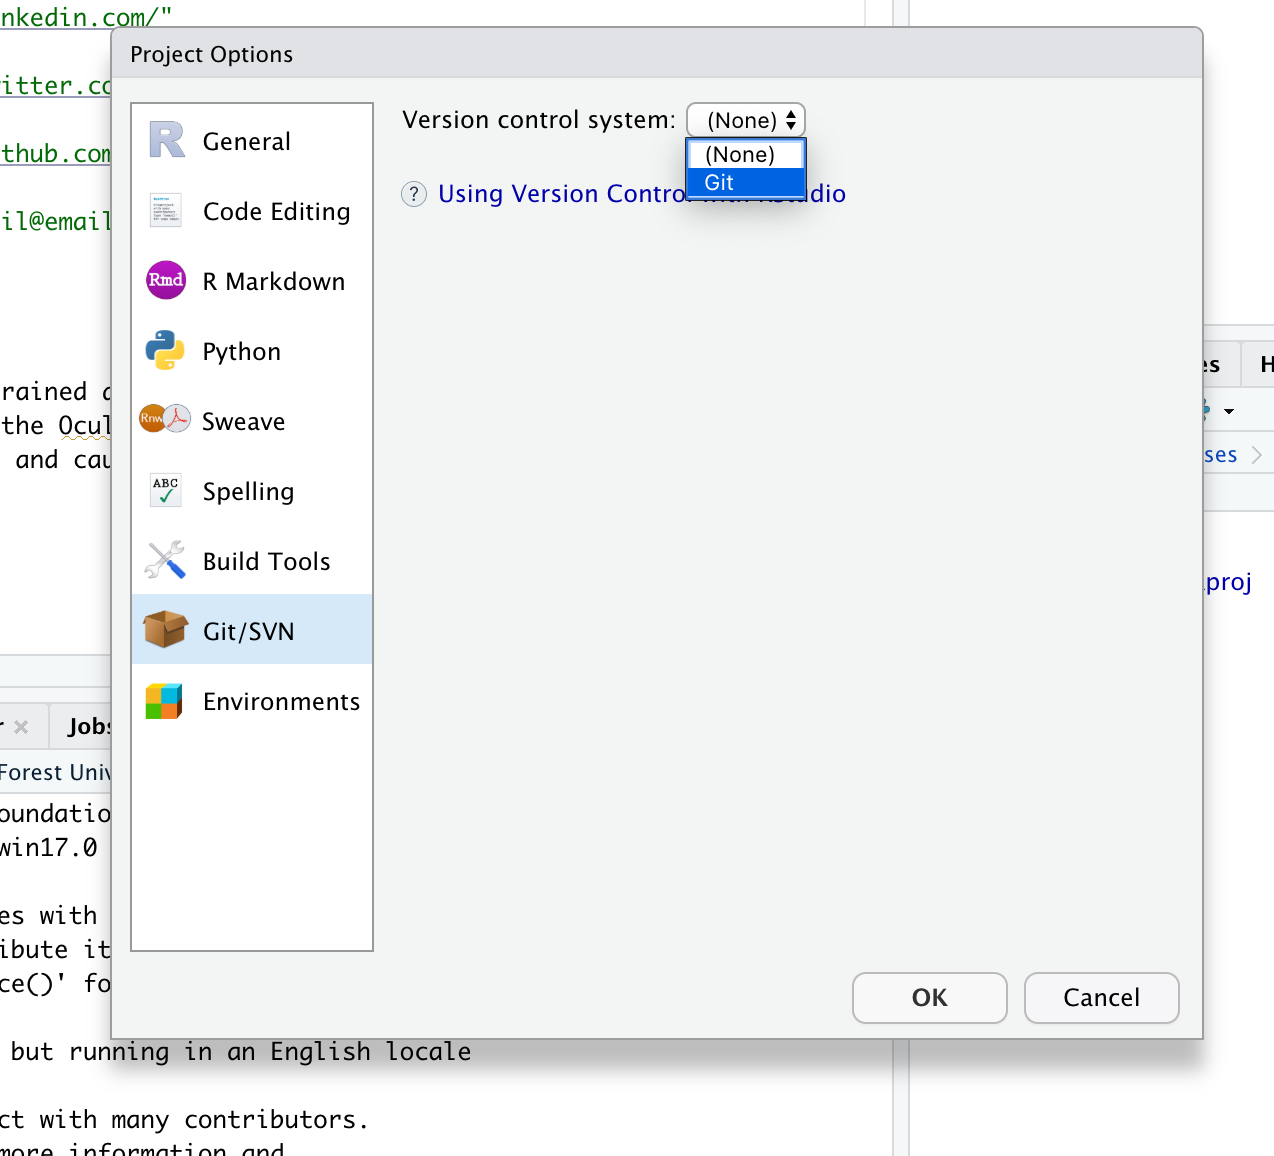 nkedin.com/"
Project Options
itter.co
thub.com
il@email
rained
the Ocul
and cau
General
Code Editing
Rmd
R Markdown
Python
Rnw
Sweave
ABC
Spelling
Build Tools
Git/SVN
Environments
Version control system:
(None)
(None)
Git
Using Version Control with RStudio
?
OK
Cancel
es
H
ses
proj
r
Jobs
Forest Univ
oundatio
win17.0
es with
ibute it
ce()' fo
but running in an English locale
ct with many contributors.
more information and